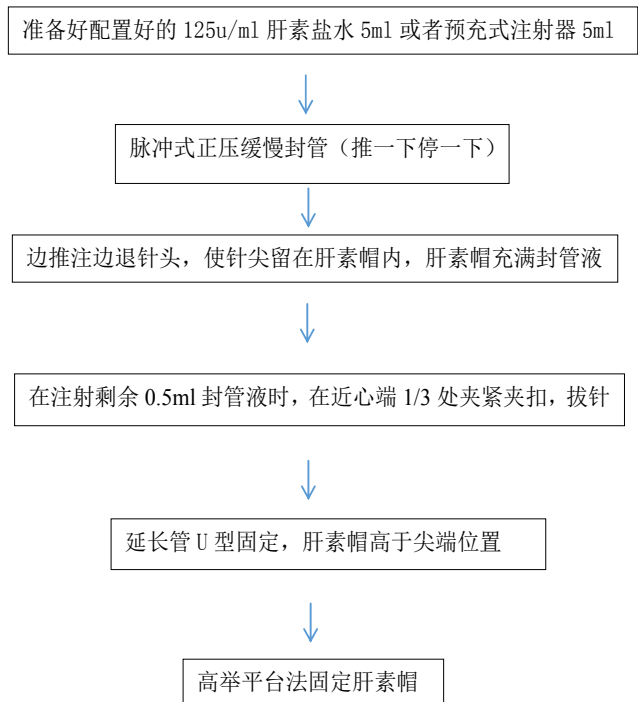 准备好配置好的 125u/ml 肝素盐水 5ml 或者预充式注射器 5ml
脉冲式正压缓慢封管（推一下停一下）
边推注边退针头，使针尖留在肝素帽内，肝素帽充满封管液
在注射剩余 0.5ml 封管液时，在近心端 1/3 处夹紧夹扣，拔针
延长管 U 型固定，肝素帽高于尖端位置
高举平台法固定肝素帽